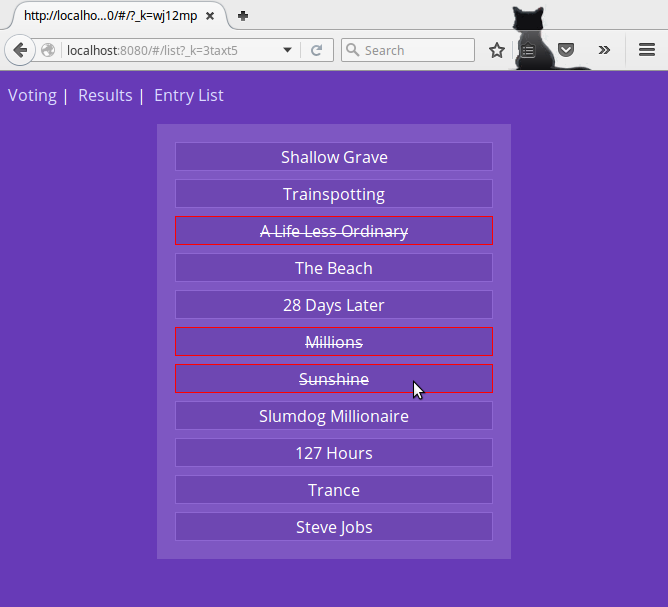 http://localho...0/#/?_k=wj12mp
localhost:8080/#/list?_k=3taxt5
Search
Voting | Results | Entry List
Shallow Grave
Trainspotting
A Life Less Ordinary
The Beach
28 Days Later
Millions
Sunshine
Slumdog Millionaire
127 Hours
Trance
Steve Jobs